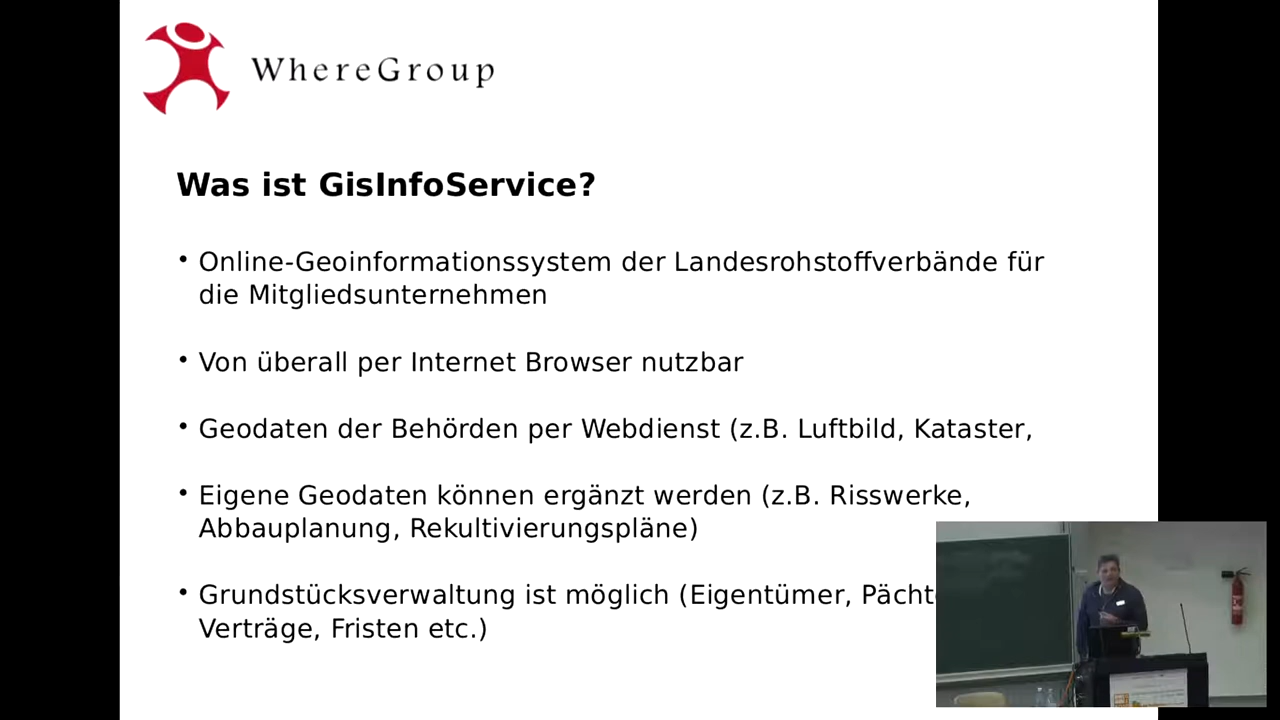 WhereGroup
Was ist GisInfoService?
• Online-Geoinformationssystem der Landesrohstoffverbände für
die Mitgliedsunternehmen
• Von überall per Internet Browser nutzbar
• Geodaten der Behörden per Webdienst (z.B. Luftbild, Kataster,
• Eigene Geodaten können ergänzt werden (z.B. Risswerke,
Abbauplanung, Rekultivierungspläne)
• Grundstücksverwaltung ist möglich (Eigentümer,
Verträge, Fristen etc.)